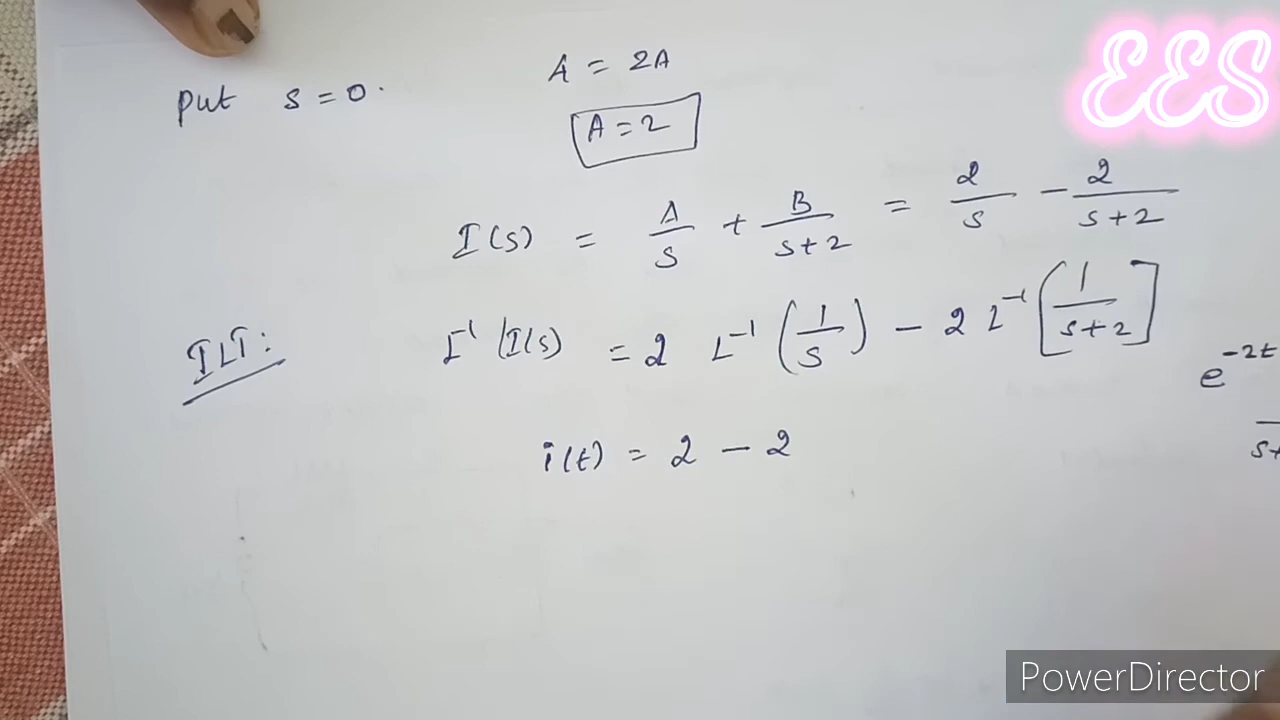 EES
put s = 0. 4 = 2A
A = 2
I(s) = A/s + B/(s+2) = 2/s - 2/(s+2)
ILT: L⁻¹(I(s) = 2 L⁻¹(1/s) - 2 L⁻¹[1/(s+2)]
e^-2t
i(t) = 2 - 2
s+
PowerDirector